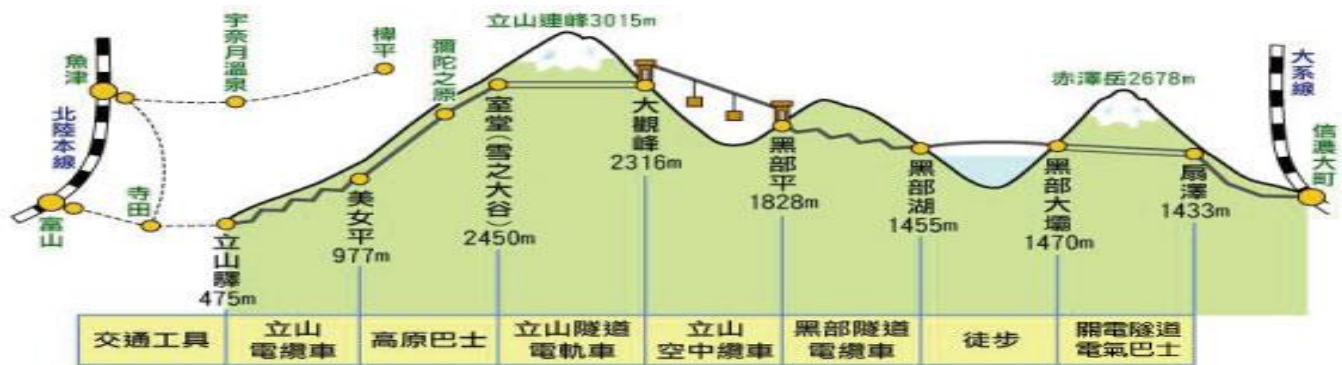 立山連峰3015m
宇奈月溫泉
樺平
彌陀之原
魚津
北陸本線
寺田
富山
赤澤岳2678m
大系線
信濃大町
立山驛
475m
美女平
977m
室堂(雪之大谷)
2450m
大觀峰
2316m
黑部平
1828m
黑部湖
1455m
黑部大壩
1470m
扇澤
1433m
交通工具
立山
電纜車
高原巴士
立山隧道
電軌車
立山
空中纜車
黑部隧道
電纜車
徒步
關電隧道
電氣巴士